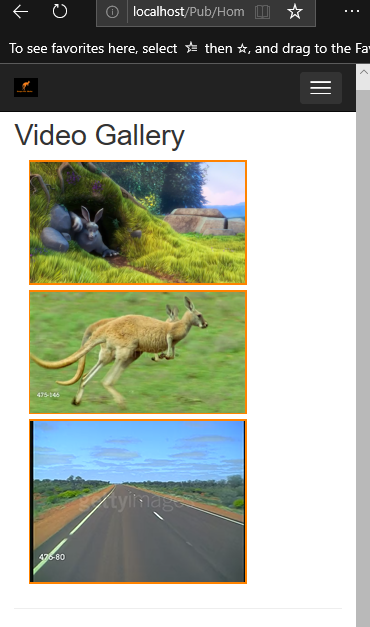 localhost/Pub/Hom
To see favorites here, select then , and drag to the Fa
Video Gallery
475-146
gettyimages
476-80